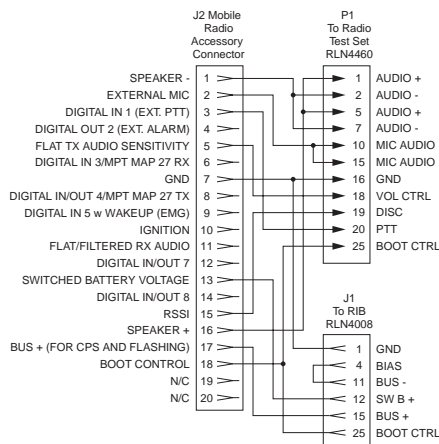 J2 Mobile
Radio
Accessory
Connector
SPEAKER - 1
EXTERNAL MIC 2
DIGITAL IN 1 (EXT. PTT) 3
DIGITAL OUT 2 (EXT. ALARM) 4
FLAT TX AUDIO SENSITIVITY 5
DIGITAL IN 3/MPT MAP 27 RX 6
GND 7
DIGITAL IN/OUT 4/MPT MAP 27 TX 8
DIGITAL IN 5 w WAKEUP (EMG) 9
IGNITION 10
FLAT/FILTERED RX AUDIO 11
DIGITAL IN/OUT 7 12
SWITCHED BATTERY VOLTAGE 13
DIGITAL IN/OUT 8 14
RSSI 15
SPEAKER + 16
BUS + (FOR CPS AND FLASHING) 17
BOOT CONTROL 18
N/C 19
N/C 20
P1
To Radio
Test Set
RLN4460
1 AUDIO +
2 AUDIO -
5 AUDIO +
7 AUDIO -
10 MIC AUDIO
15 MIC AUDIO
16 GND
18 VOL CTRL
19 DISC
20 PTT
25 BOOT CTRL
J1
To RIB
RLN4008
1 GND
4 BIAS
11 BUS -
12 SW B +
15 BUS +
25 BOOT CTRL